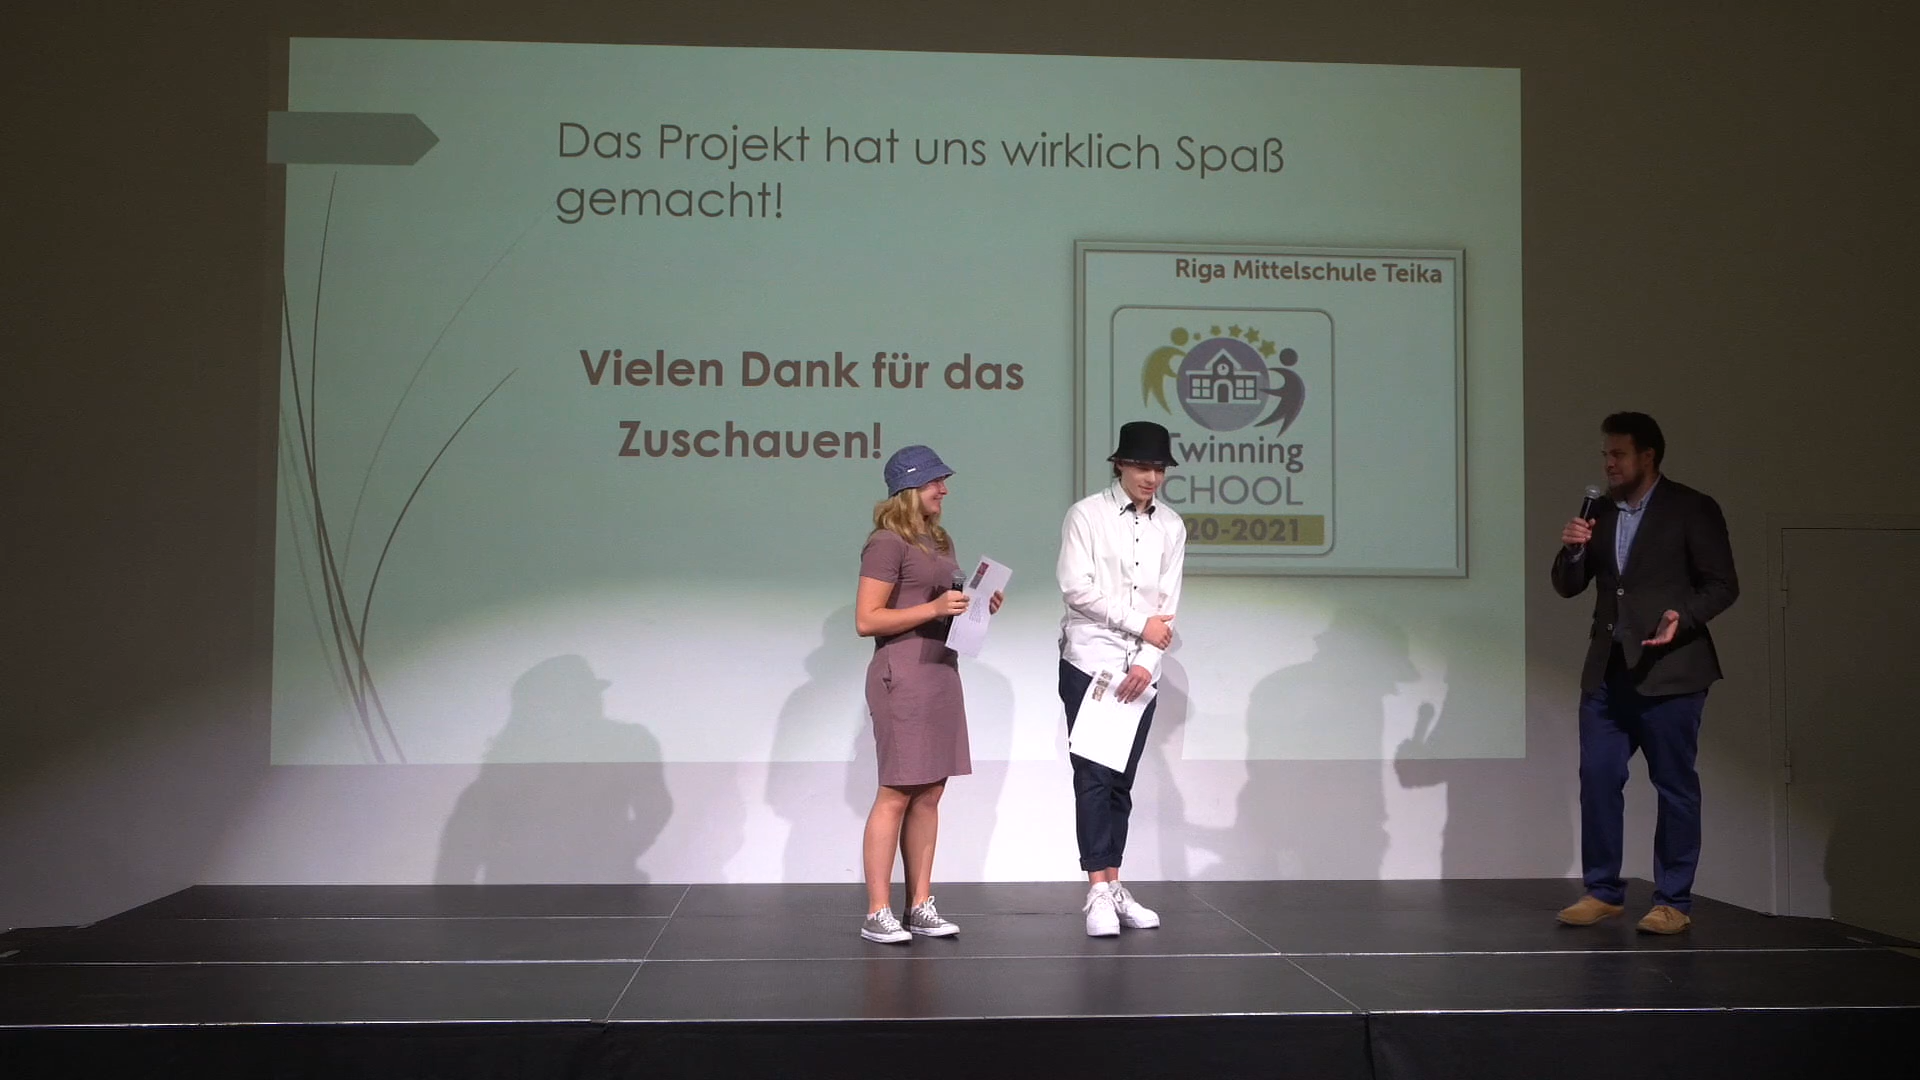 Das Projekt hat uns wirklich Spaß
gemacht!
Riga Mittelschule Teika
Vielen Dank für das
Zuschauen!
Twinning
CHOOL
20-2021